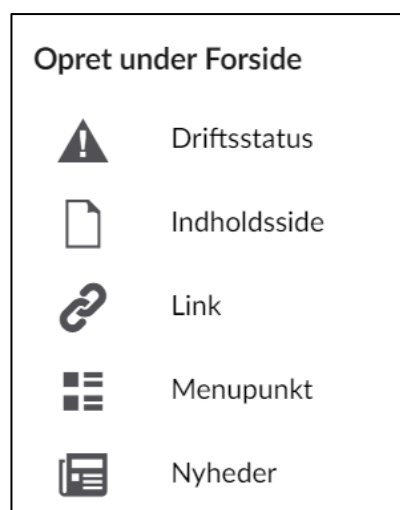 Opret under Forside
Driftsstatus
Indholdsside
Link
Menupunkt
Nyheder